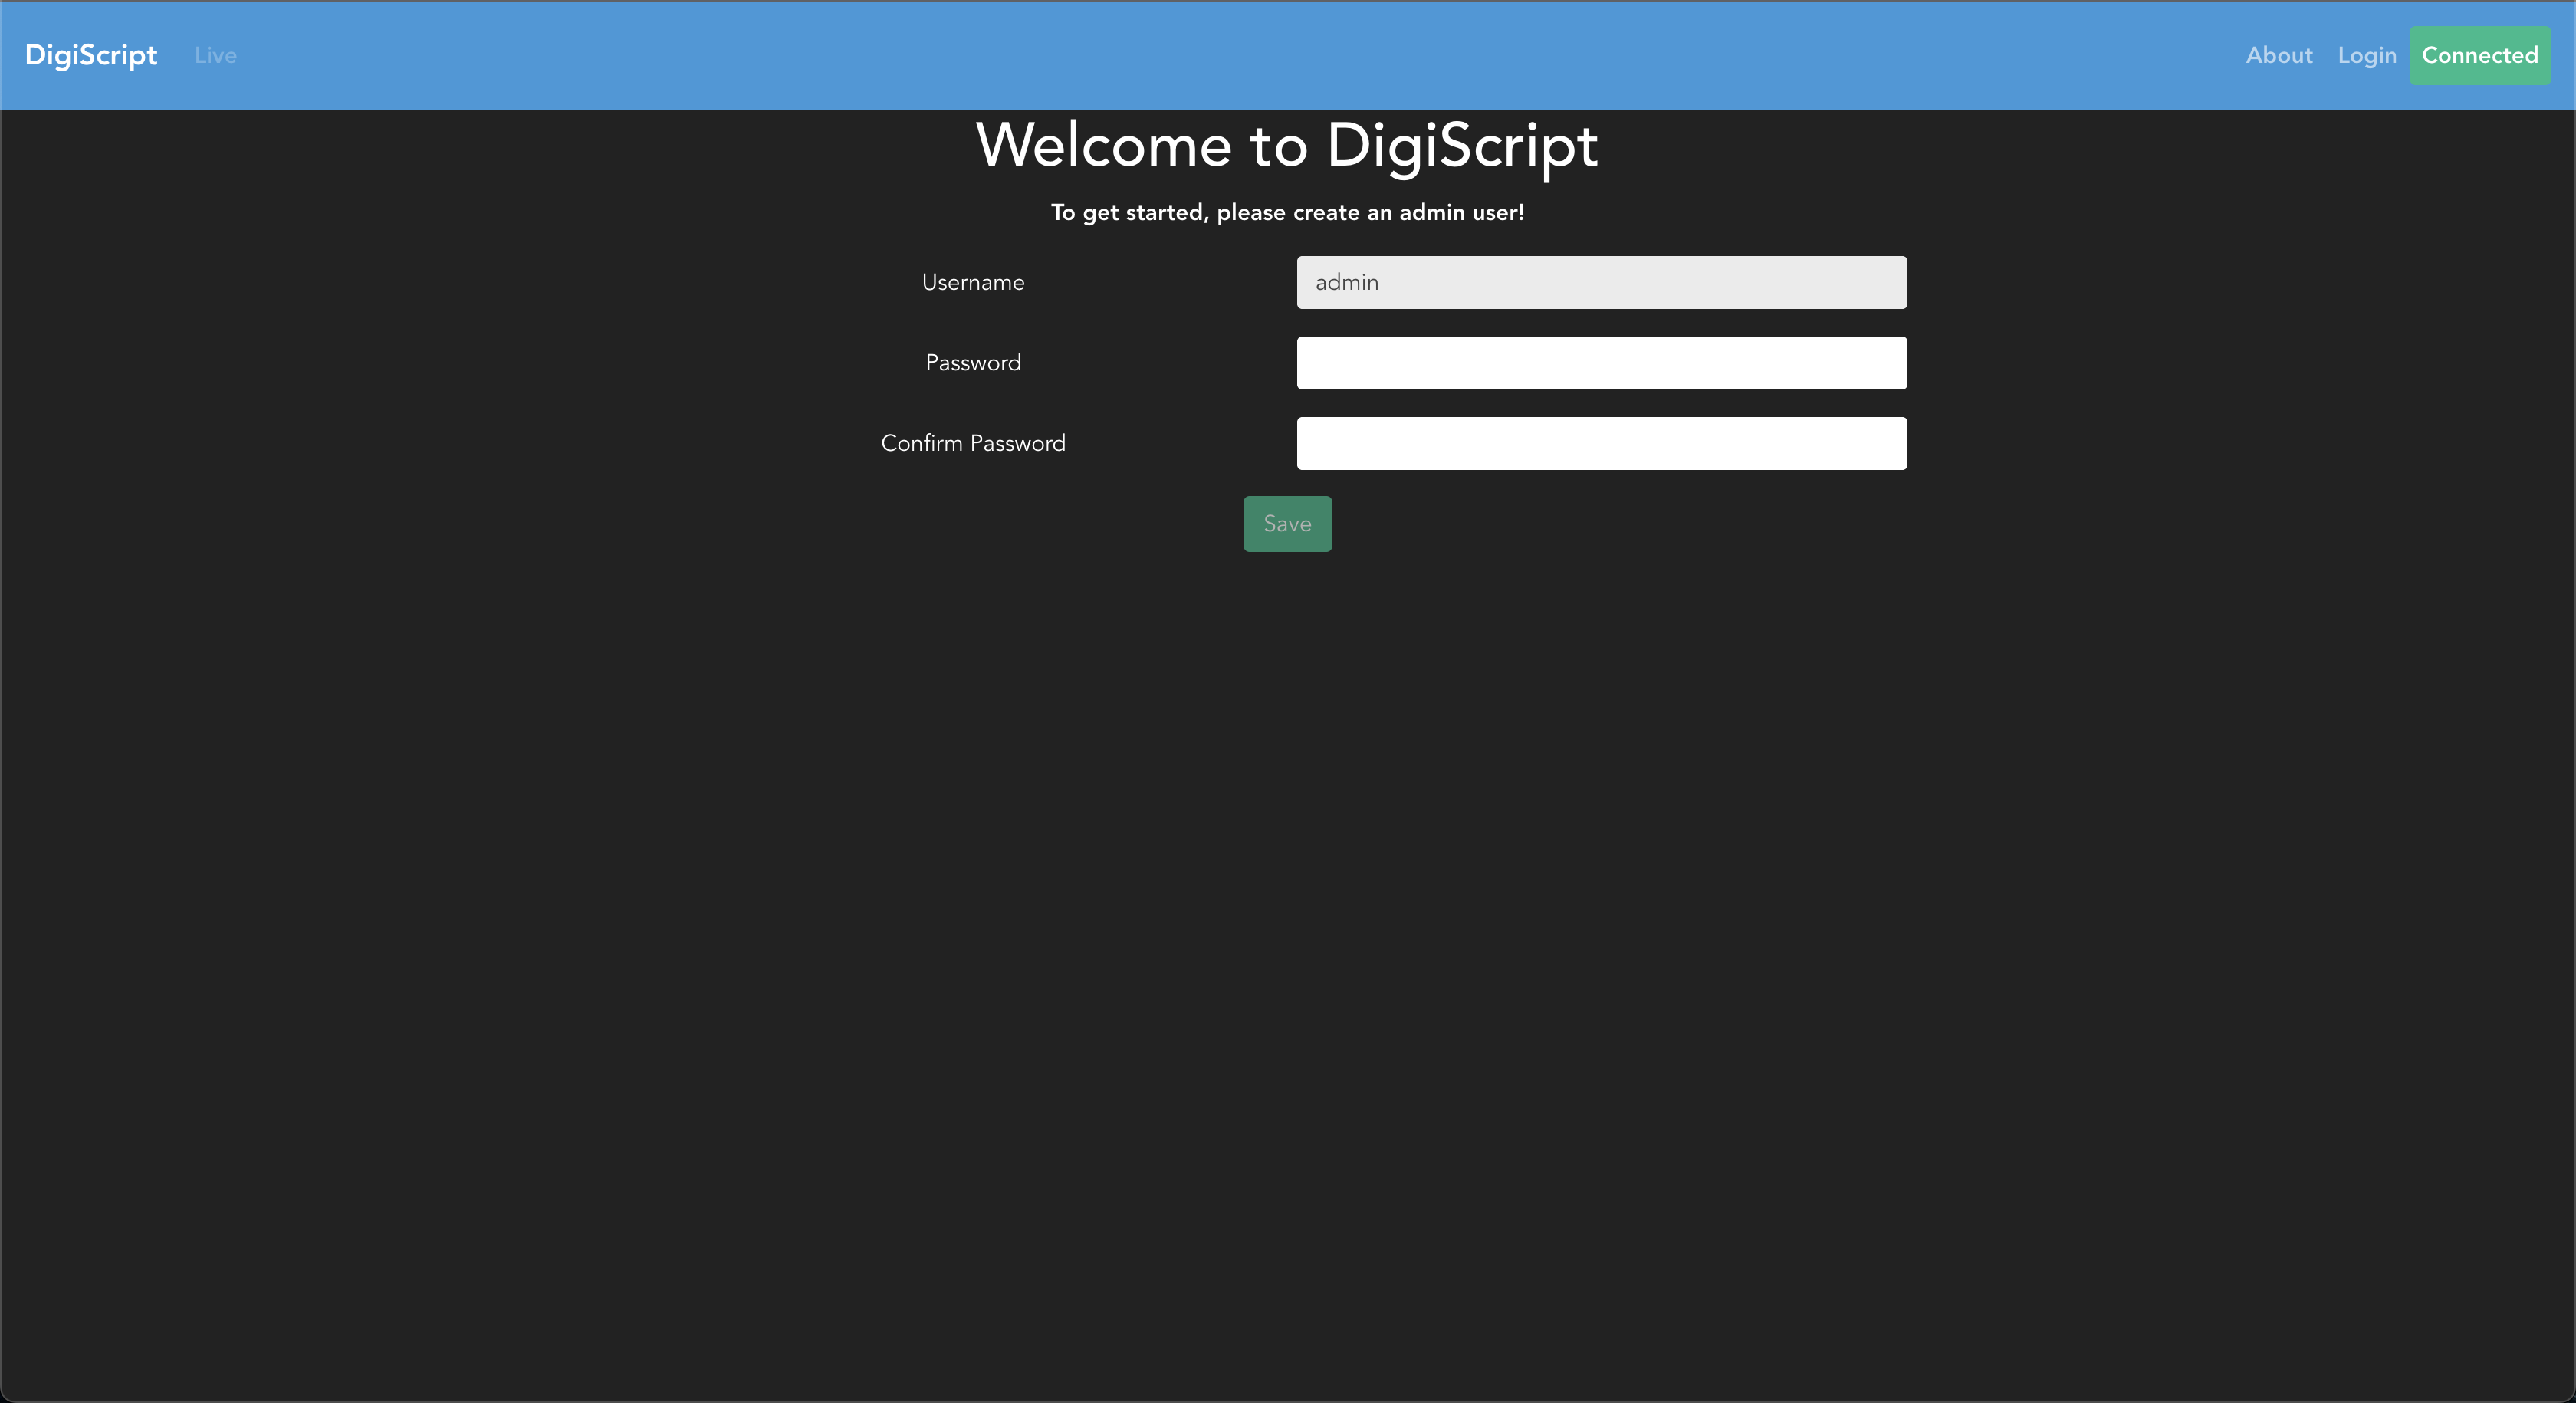 DigiScript Live About Login Connected
Welcome to DigiScript
To get started, please create an admin user!
Username admin
Password
Confirm Password
Save